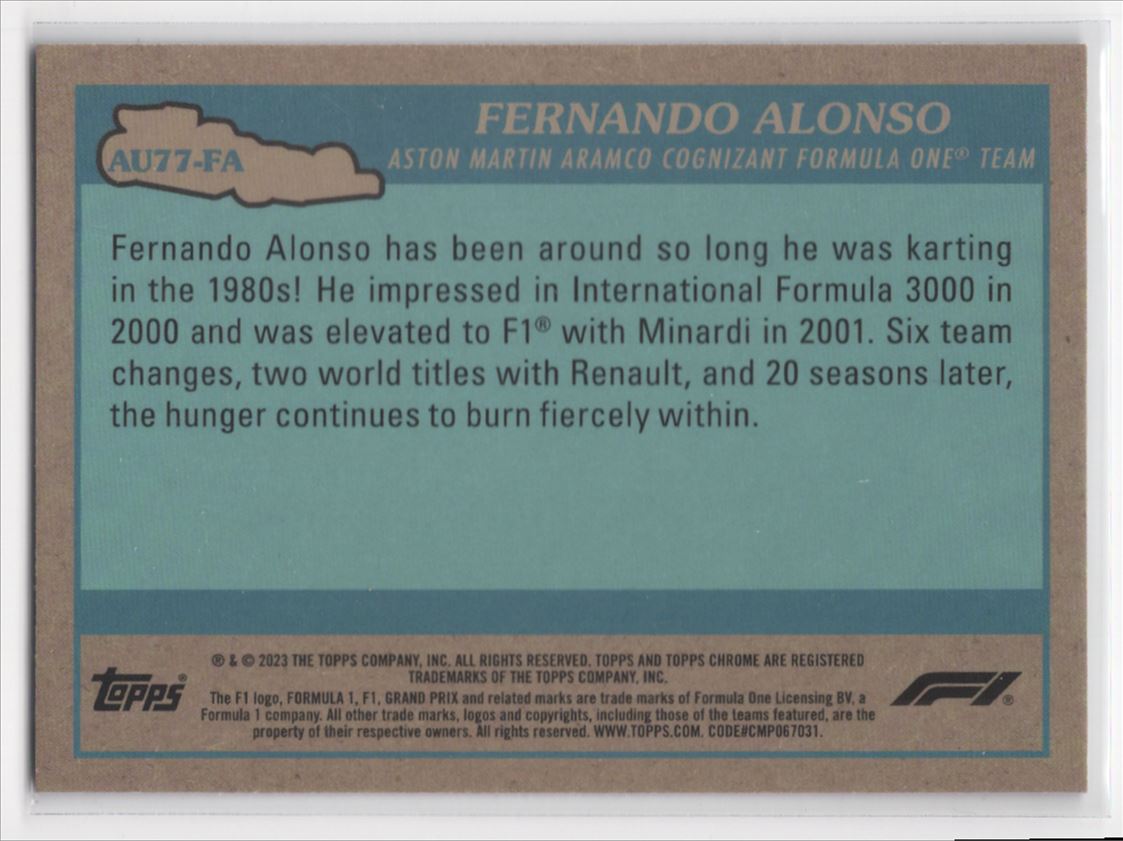 AU77-FA
FERNANDO ALONSO
ASTON MARTIN ARAMCO COGNIZANT FORMULA ONE® TEAM
Fernando Alonso has been around so long he was karting
in the 1980s! He impressed in International Formula 3000 in
2000 and was elevated to F1® with Minardi in 2001. Six team
changes, two world titles with Renault, and 20 seasons later,
the hunger continues to burn fiercely within.
topps®
® & © 2023 THE TOPPS COMPANY, INC. ALL RIGHTS RESERVED. TOPPS AND TOPPS CHROME ARE REGISTERED
TRADEMARKS OF THE TOPPS COMPANY, INC.
The F1 logo, FORMULA 1, F1, GRAND PRIX and related marks are trade marks of Formula One Licensing BV, a
Formula 1 company. All other trade marks, logos and copyrights, including those of the teams featured, are the
property of their respective owners. All rights reserved. WWW.TOPPS.COM. CODE#CMP067031.
F1®